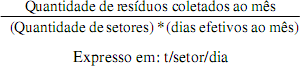 Quantidade de resíduos coletados ao mês
(Quantidade de setores) * (dias efetivos ao mês)
Expresso em: t/setor/dia